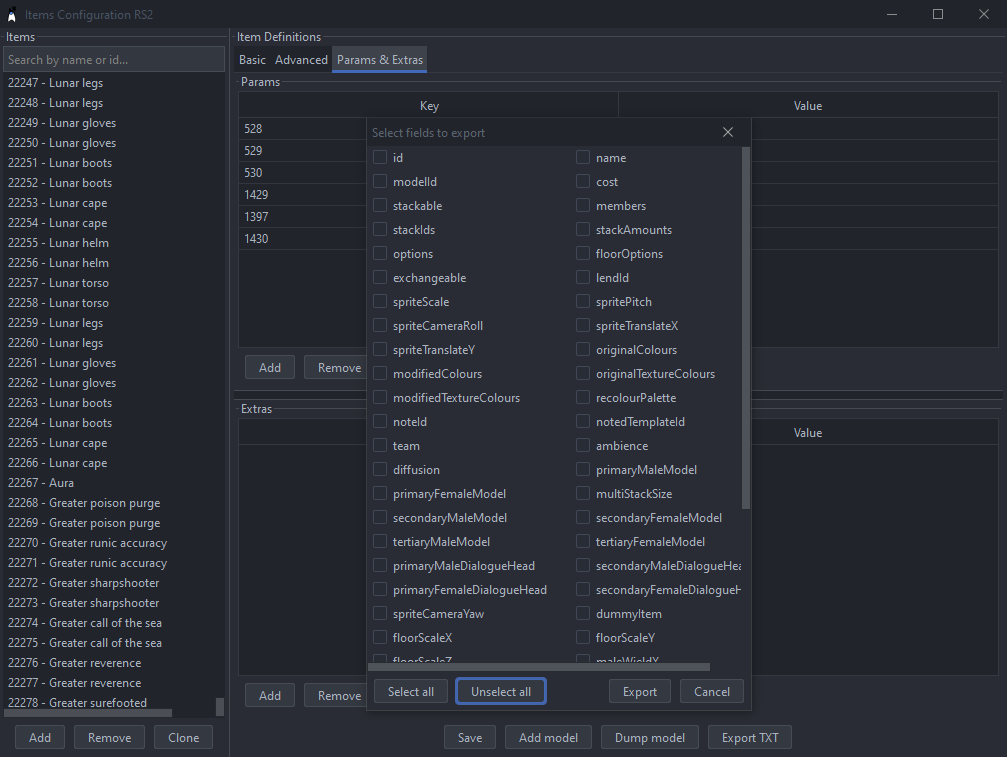 Items Configuration RS2
Items
Search by name or id...
22247 - Lunar legs
22248 - Lunar legs
22249 - Lunar gloves
22250 - Lunar gloves
22251 - Lunar boots
22252 - Lunar boots
22253 - Lunar cape
22254 - Lunar cape
22255 - Lunar helm
22256 - Lunar helm
22257 - Lunar torso
22258 - Lunar torso
22259 - Lunar legs
22260 - Lunar legs
22261 - Lunar gloves
22262 - Lunar gloves
22263 - Lunar boots
22264 - Lunar boots
22265 - Lunar cape
22266 - Lunar cape
22267 - Aura
22268 - Greater poison purge
22269 - Greater poison purge
22270 - Greater runic accuracy
22271 - Greater runic accuracy
22272 - Greater sharpshooter
22273 - Greater sharpshooter
22274 - Greater call of the sea
22275 - Greater call of the sea
22276 - Greater reverence
22277 - Greater reverence
22278 - Greater surefooted
Add Remove Clone
Item Definitions
Basic Advanced Params & Extras
Params
Key Value
528
529
530
1429
1397
1430
Add Remove
Extras
Value
Add Remove
Select fields to export
id name
modelId cost
stackable members
stackIds stackAmounts
options floorOptions
exchangeable lendId
spriteScale spritePitch
spriteCameraRoll spriteTranslateX
spriteTranslateY originalColours
modifiedColours originalTextureColours
modifiedTextureColours recolourPalette
noteId notedTemplateId
team ambience
diffusion primaryMaleModel
primaryFemaleModel multiStackSize
secondaryMaleModel secondaryFemaleModel
tertiaryMaleModel tertiaryFemaleModel
primaryMaleDialogueHead secondaryMaleDialogueHea
primaryFemaleDialogueHead secondaryFemaleDialogueH
spriteCameraYaw dummyItem
floorScaleX floorScaleY
floorScaleZ maleWieldX
Select all Unselect all Export Cancel
Save Add model Dump model Export TXT